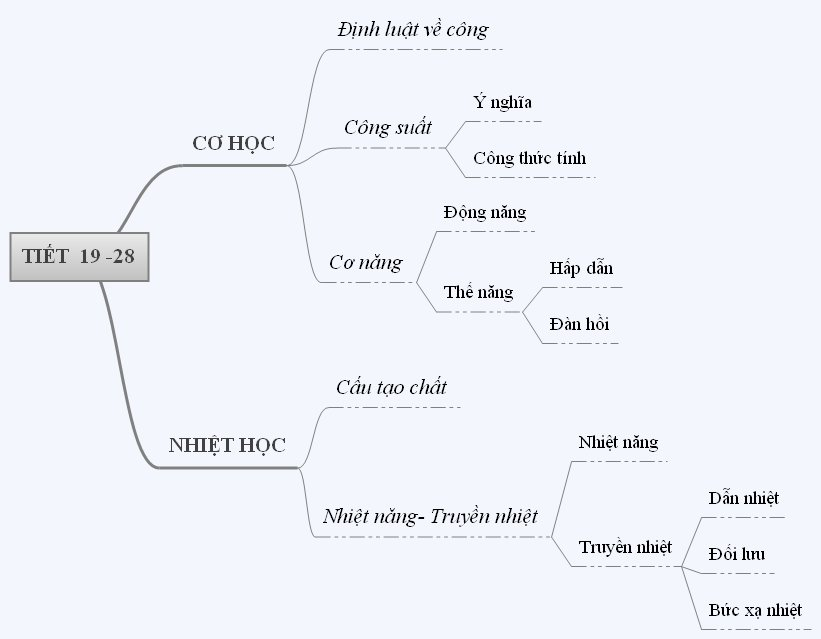 Định luật về công
Ý nghĩa
Công suất
CƠ HỌC
Công thức tính
Động năng
TIẾT 19 -28
Cơ năng
Hấp dẫn
Thế năng
Đàn hồi
Cấu tạo chất
NHIỆT HỌC
Nhiệt năng
Dẫn nhiệt
Nhiệt năng- Truyền nhiệt
Truyền nhiệt
Đối lưu
Bức xạ nhiệt